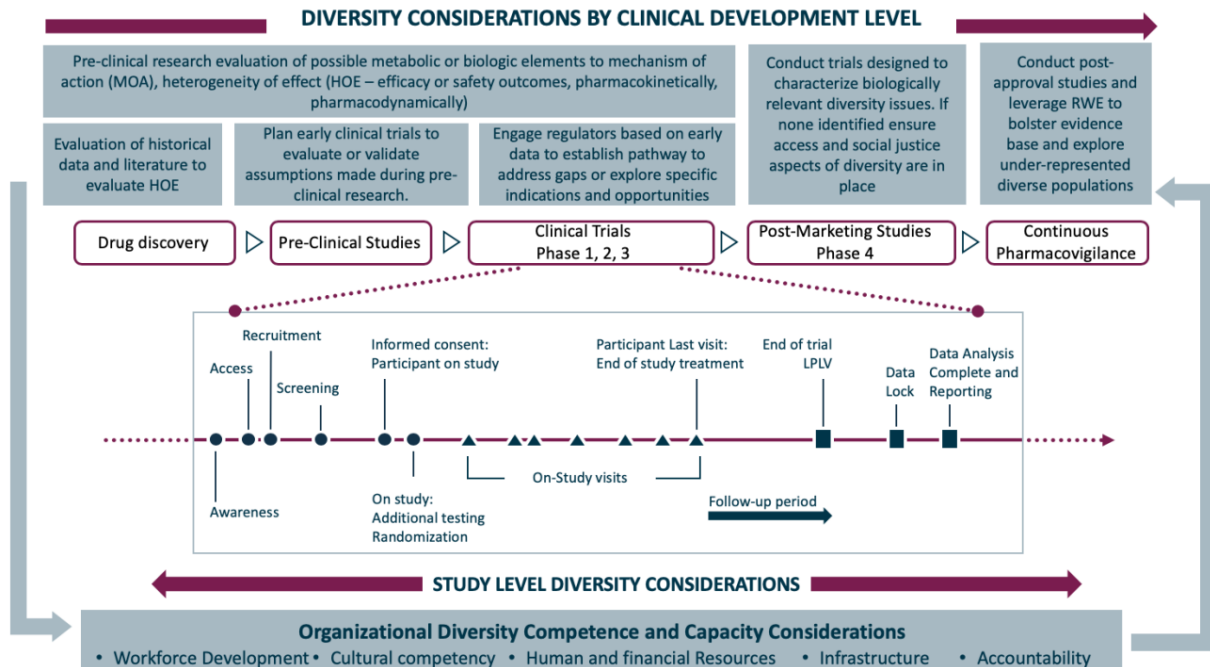 DIVERSITY CONSIDERATIONS BY CLINICAL DEVELOPMENT LEVEL
Pre-clinical research evaluation of possible metabolic or biologic elements to mechanism of
action (MOA), heterogeneity of effect (HOE – efficacy or safety outcomes, pharmacokinetically,
pharmacodynamically)
Evaluation of historical
data and literature to
evaluate HOE
Plan early clinical trials to
evaluate or validate
assumptions made during pre-
clinical research.
Engage regulators based on early
data to establish pathway to
address gaps or explore specific
indications and opportunities
Conduct trials designed to
characterize biologically
relevant diversity issues. If
none identified ensure
access and social justice
aspects of diversity are in
place
Conduct post-
approval studies and
leverage RWE to
bolster evidence
base and explore
under-represented
diverse populations
Drug discovery
Pre-Clinical Studies
Clinical Trials
Phase 1, 2, 3
Post-Marketing Studies
Phase 4
Continuous
Pharmacovigilance
Awareness
Access
Recruitment
Screening
Informed consent:
Participant on study
On study:
Additional testing
Randomization
On-Study visits
Participant Last visit:
End of study treatment
Follow-up period
End of trial
LPLV
Data
Lock
Data Analysis
Complete and
Reporting
STUDY LEVEL DIVERSITY CONSIDERATIONS
Organizational Diversity Competence and Capacity Considerations
• Workforce Development • Cultural competency • Human and financial Resources • Infrastructure • Accountability